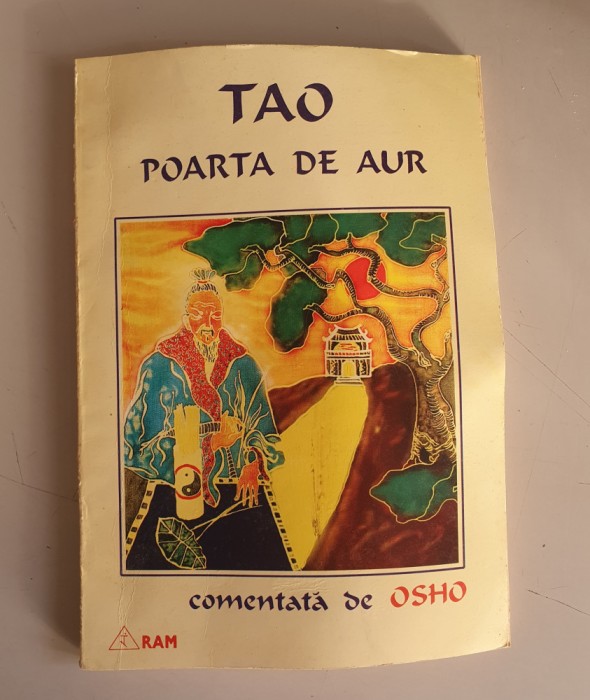 TAO
POARTA DE AUR
comentată de OSHO
RAM